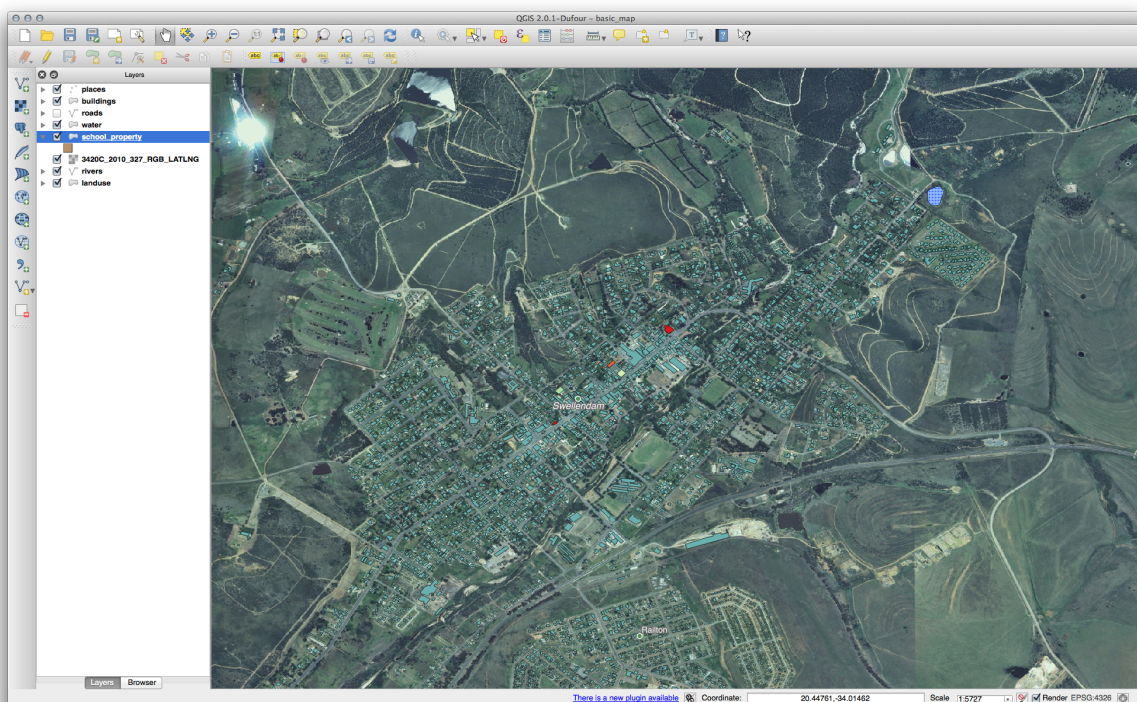 QGIS 2.0.1-Dufour - basic_map
Layers
places
buildings
roads
water
school_property
3420C_2010_327_RGB_LATLNG
rivers
landuse
Swellendam
Railton
Layers Browser
There is a new plugin available Coordinate: 20.44761,-34.01462 Scale 1:5727 Render EPSG:4326